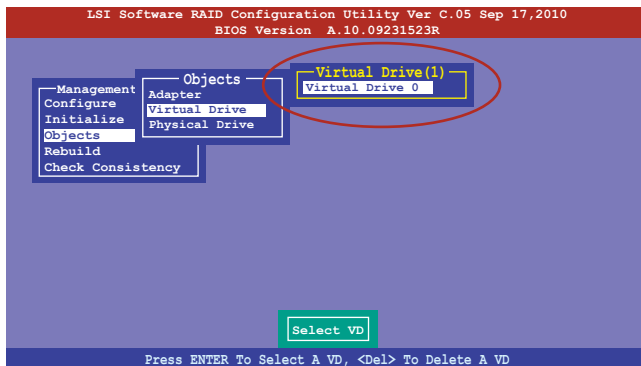 LSI Software RAID Configuration Utility Ver C.05 Sep 17,2010
BIOS Version A.10.09231523R
Management
Configure
Initialize
Objects
Rebuild
Check Consistency
Objects
Adapter
Virtual Drive
Physical Drive
Virtual Drive(1)
Virtual Drive 0
Select VD
Press ENTER To Select A VD, <Del> To Delete A VD